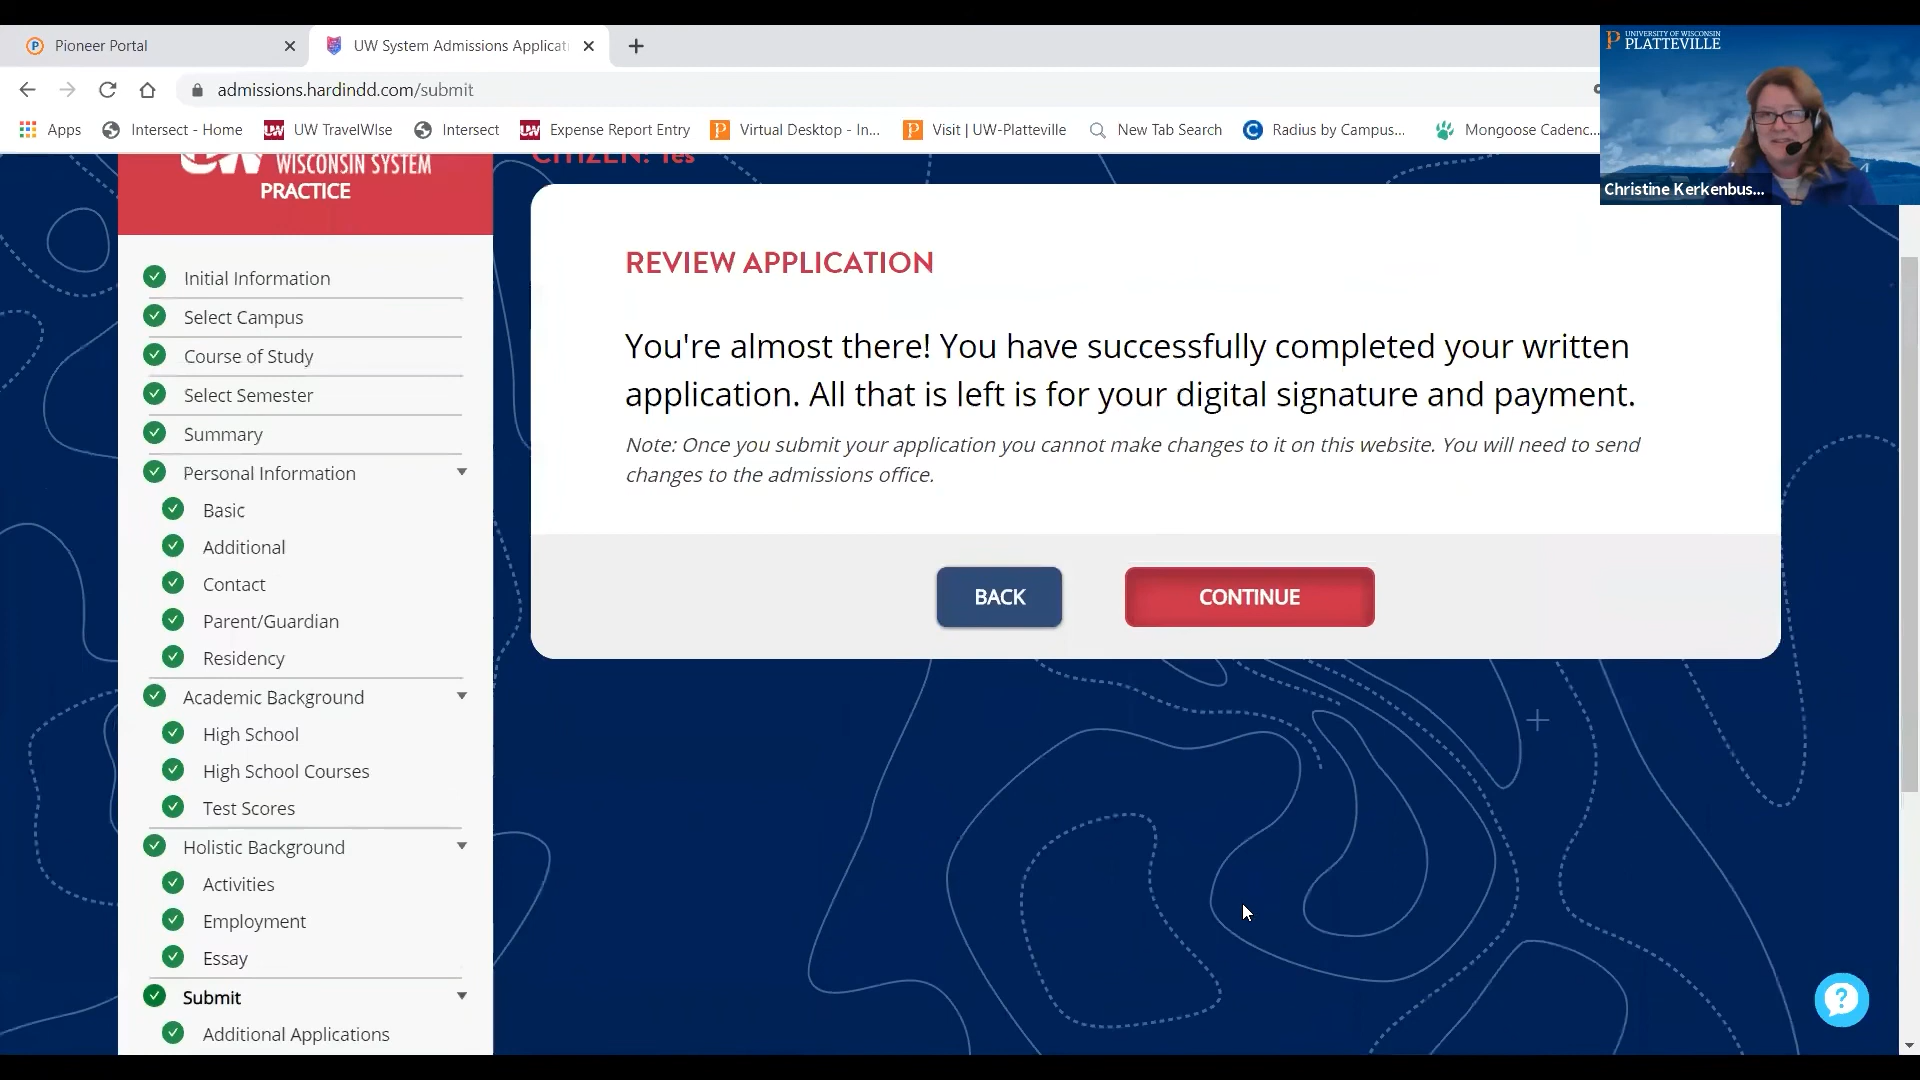 Pioneer Portal
UW System Admissions Applicat
admissions.hardindd.com/submit
Apps
Intersect - Home
UW TravelWIse
Intersect
Expense Report Entry
Virtual Desktop - In...
Visit | UW-Platteville
New Tab Search
Radius by Campus...
Mongoose Cadenc...
UNIVERSITY OF WISCONSIN
PLATTEVILLE
Christine Kerkenbus...
WISCONSIN SYSTEM
PRACTICE
CITIZEN: Yes
Initial Information
Select Campus
Course of Study
Select Semester
Summary
Personal Information
Basic
Additional
Contact
Parent/Guardian
Residency
Academic Background
High School
High School Courses
Test Scores
Holistic Background
Activities
Employment
Essay
Submit
Additional Applications
REVIEW APPLICATION
You're almost there! You have successfully completed your written
application. All that is left is for your digital signature and payment.
Note: Once you submit your application you cannot make changes to it on this website. You will need to send
changes to the admissions office.
BACK
CONTINUE